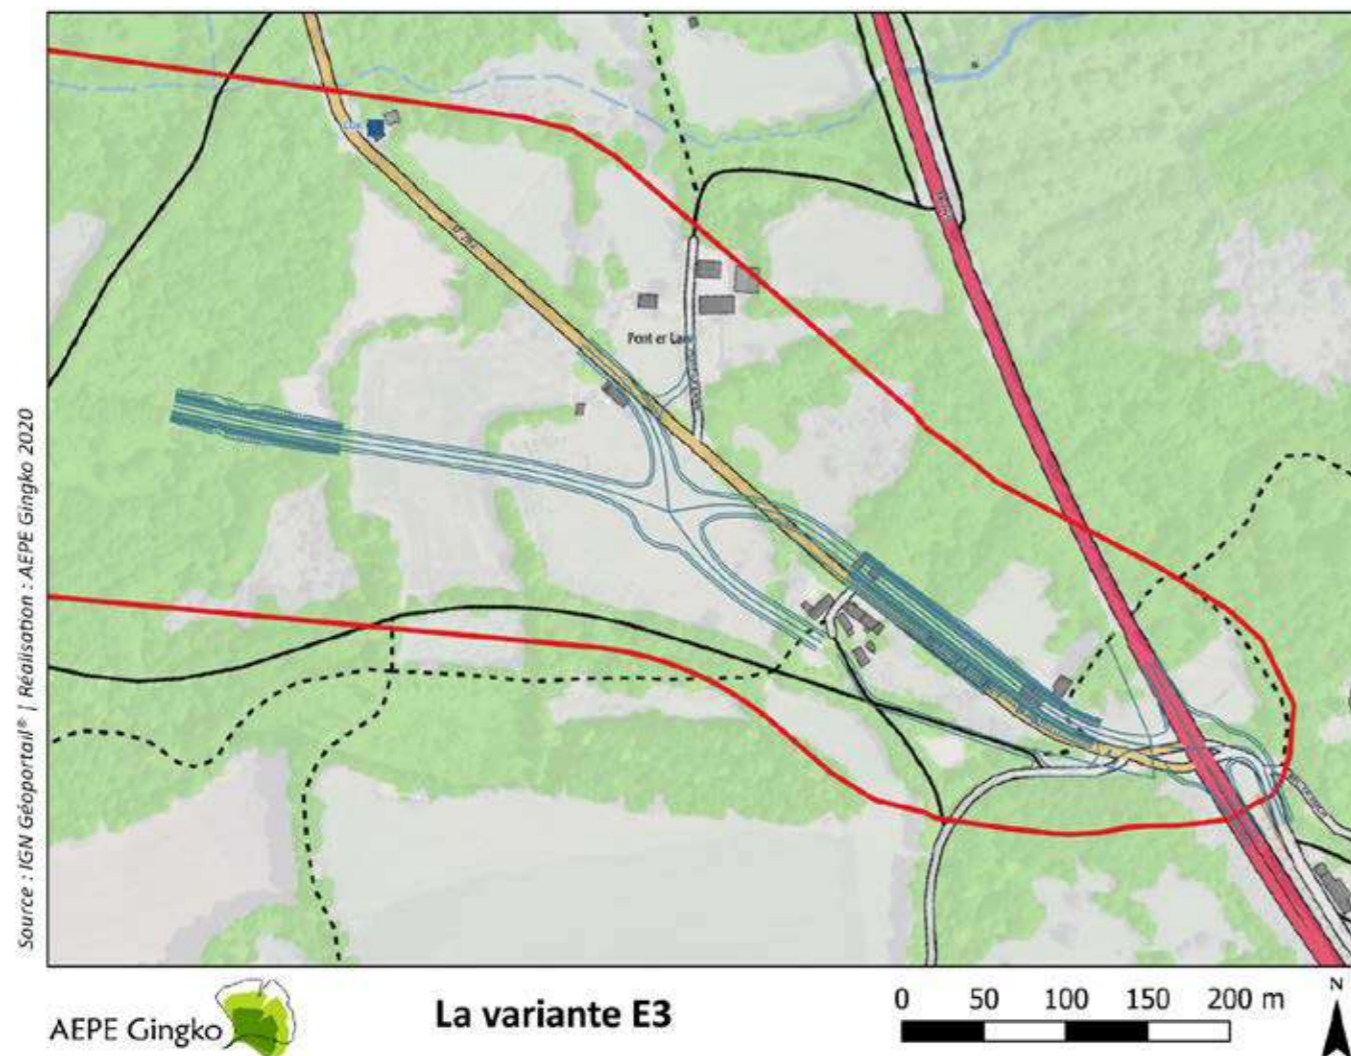 Pont er Lann
Source : IGN Géoportail® | Réalisation : AEPE Gingko 2020
AEPE Gingko
La variante E3
0 50 100 150 200 m
N